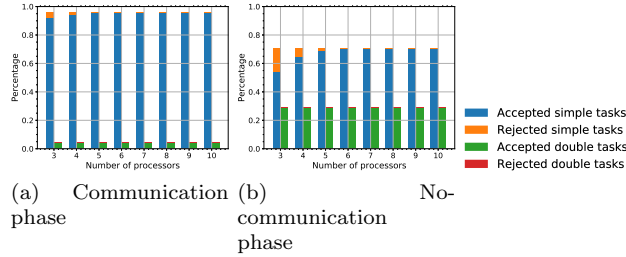 1.0
0.8
0.6
0.4
0.2
0.0
Percentage
3 4 5 6 7 8 9 10
Number of processors
1.0
0.8
0.6
0.4
0.2
0.0
Percentage
3 4 5 6 7 8 9 10
Number of processors
Accepted simple tasks
Rejected simple tasks
Accepted double tasks
Rejected double tasks
(a) Communication
phase
(b) No-
communication
phase